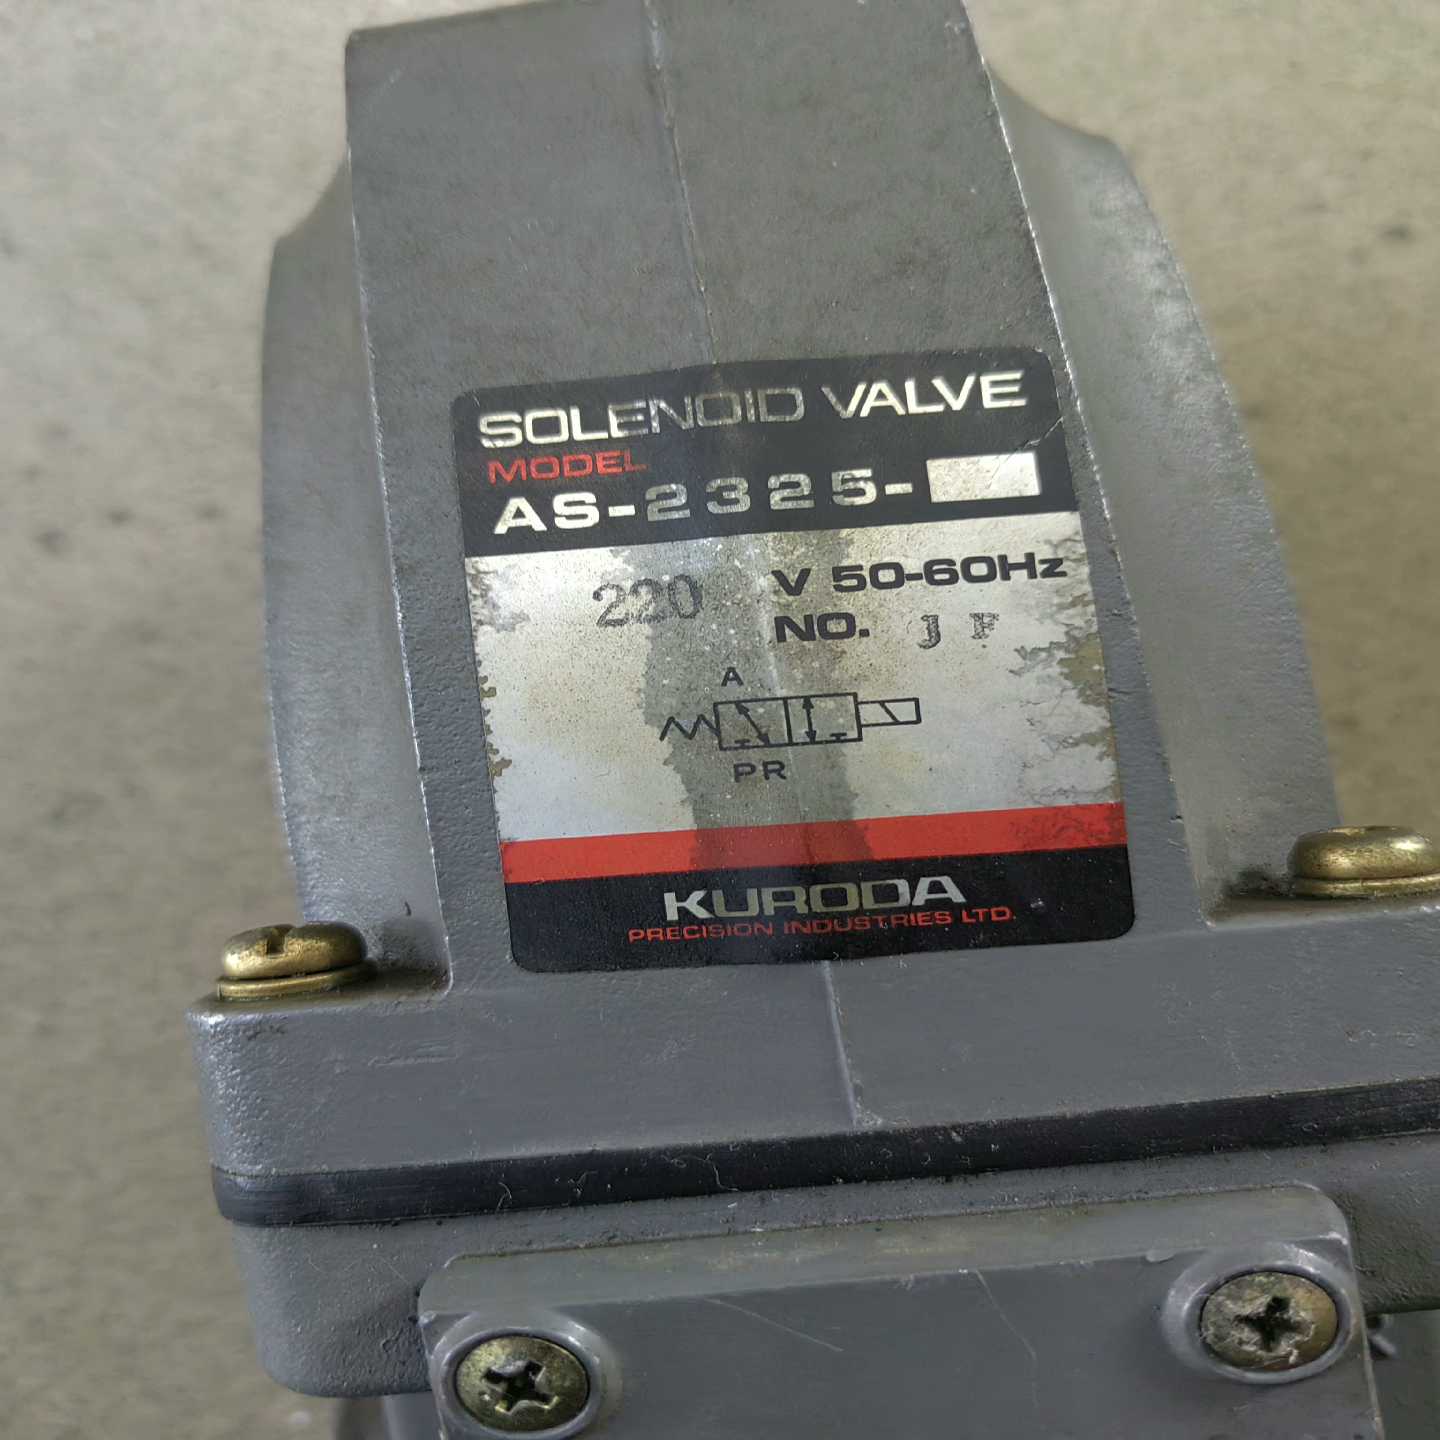 SOLENOID VALVE
MODEL
AS-2325-
220 V 50-60Hz
NO. J F
A
PR
KURODA
PRECISION INDUSTRIES LTD.